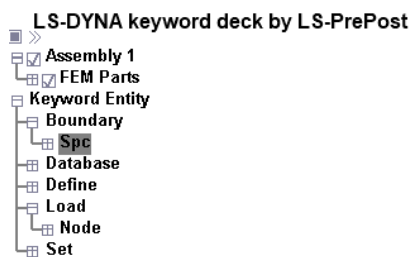 LS-DYNA keyword deck by LS-PrePost
Assembly 1
FEM Parts
Keyword Entity
Boundary
Spc
Database
Define
Load
Node
Set